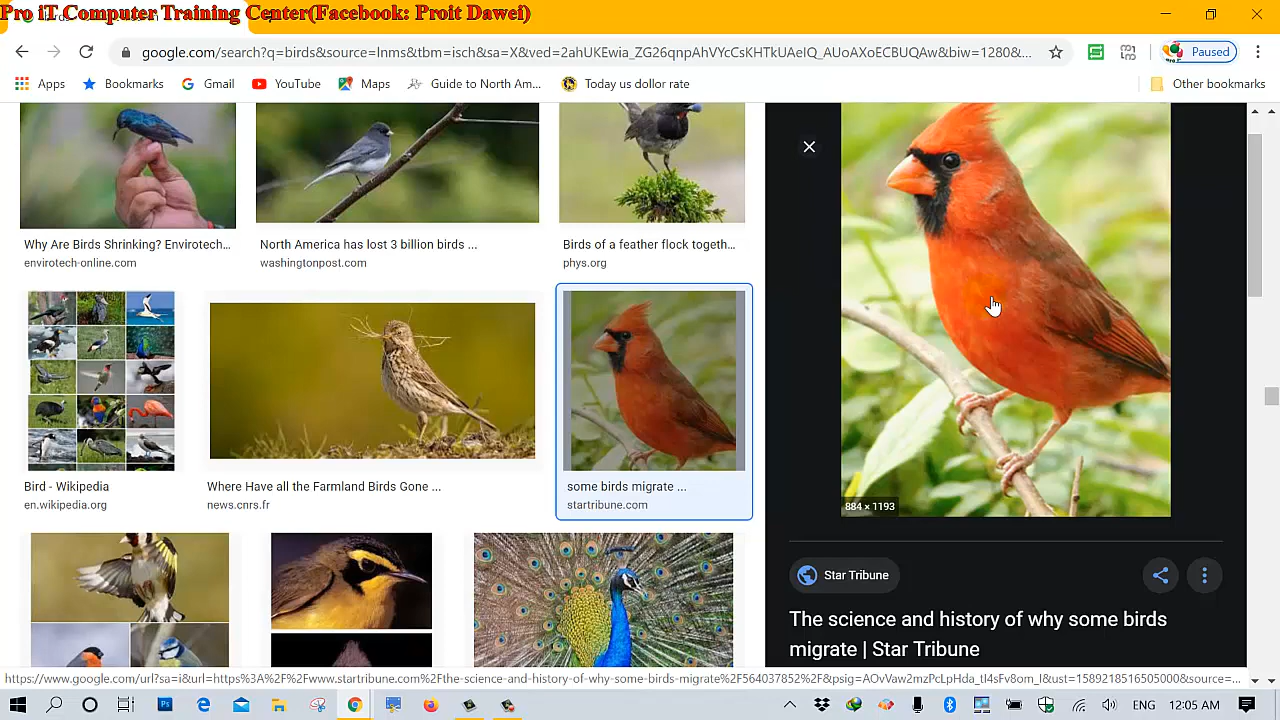 Pro iT Computer Training Center(Facebook: Proit Dawei)
google.com/search?q=birds&source=lnms&tbm=isch&sa=X&ved=2ahUKEwia_ZG26qnpAhVYcCsKHTkUAeIQ_AUoAXoECBUQAw&biw=1280&...
Paused
Apps
Bookmarks
Gmail
YouTube
Maps
Guide to North Am...
Today us dollor rate
Other bookmarks
Why Are Birds Shrinking? Envirotech...
envirotech-online.com
North America has lost 3 billion birds ...
washingtonpost.com
Birds of a feather flock togeth...
phys.org
Bird - Wikipedia
en.wikipedia.org
Where Have all the Farmland Birds Gone ...
news.cnrs.fr
some birds migrate ...
startribune.com
884 × 1193
Star Tribune
The science and history of why some birds
migrate | Star Tribune
https://www.google.com/url?sa=i&url=https%3A%2F%2Fwww.startribune.com%2Fthe-science-and-history-of-why-some-birds-migrate%2F564037852%2F&psig=AOvVaw2mzPcLpHda_tl4sFv8om_l&ust=15892185165050000&source=...
ENG
12:05 AM